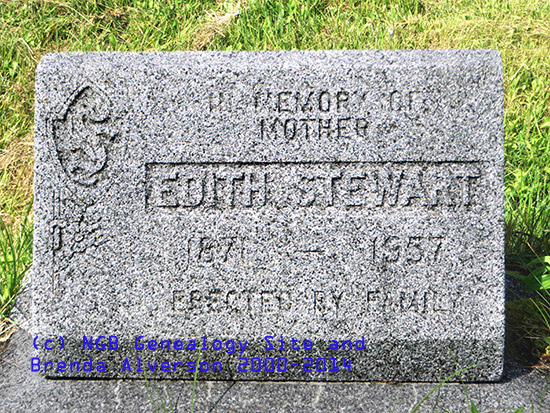 IN MEMORY OF
MOTHER
EDITH STEWART
1871 — 1957
ERECTED BY FAMILY
(c) NGB Genealogy Site and
Brenda Alverson 2000-2014